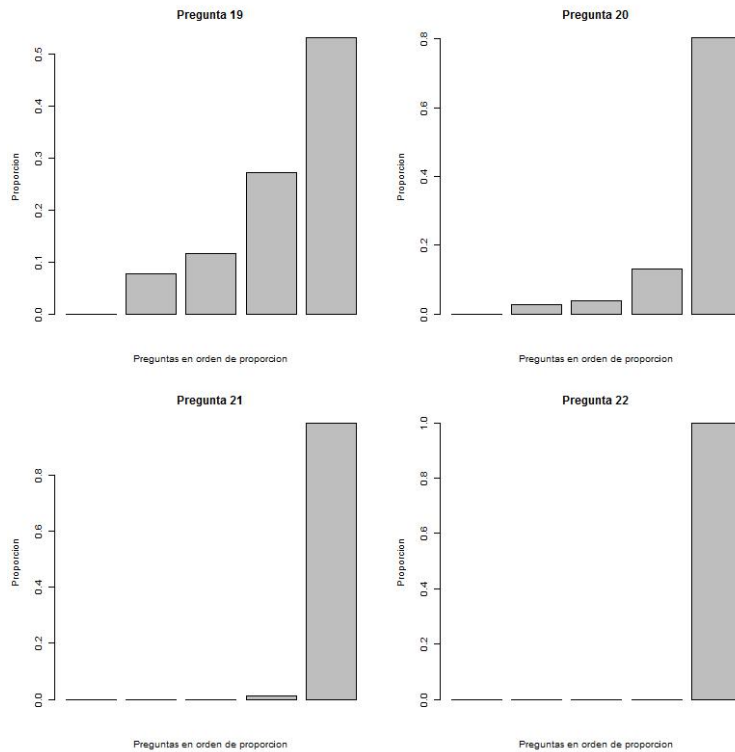 Pregunta 19
0.5
0.4
0.3
0.2
0.1
0.0
Proporcion
Preguntas en orden de proporcion
Pregunta 20
0.8
0.6
0.4
0.2
0.0
Proporcion
Preguntas en orden de proporcion
Pregunta 21
0.8
0.6
0.4
0.2
0.0
Proporcion
Preguntas en orden de proporcion
Pregunta 22
1.0
0.8
0.6
0.4
0.2
0.0
Proporcion
Preguntas en orden de proporcion